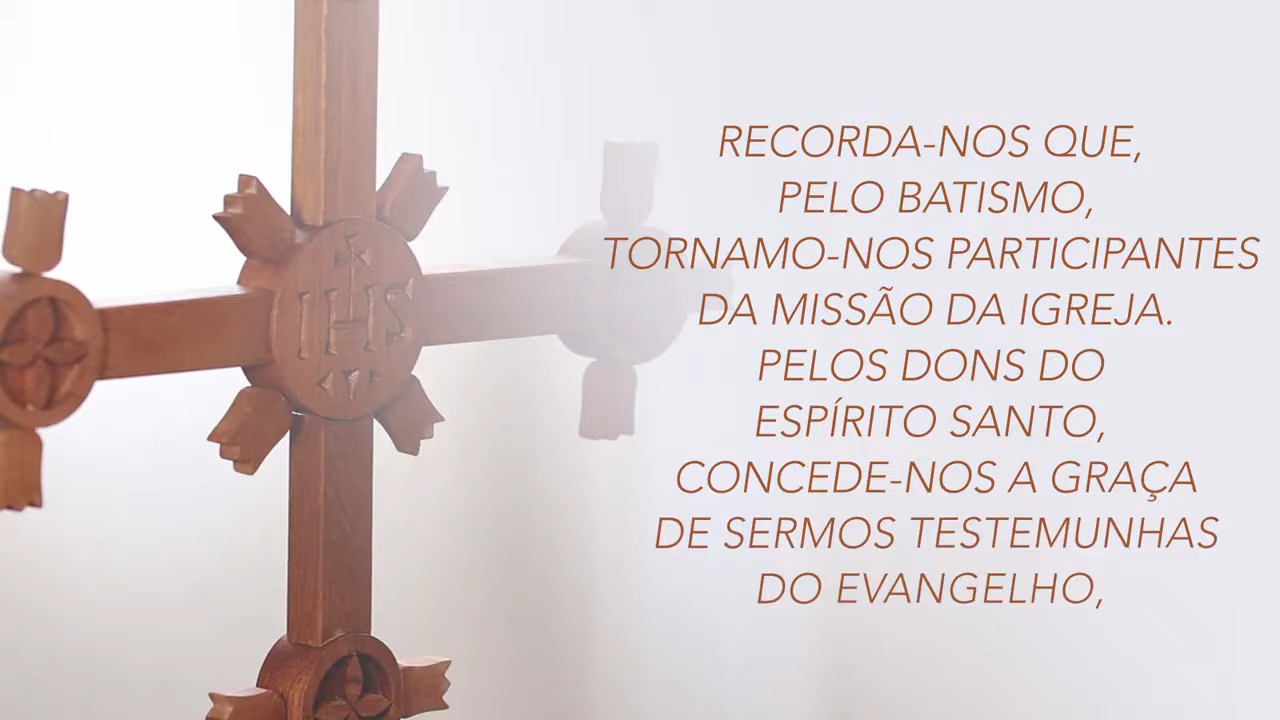 IHS
RECORDA-NOS QUE,
PELO BATISMO,
TORNAMO-NOS PARTICIPANTES
DA MISSÃO DA IGREJA.
PELOS DONS DO
ESPÍRITO SANTO,
CONCEDE-NOS A GRAÇA
DE SERMOS TESTEMUNHAS
DO EVANGELHO,